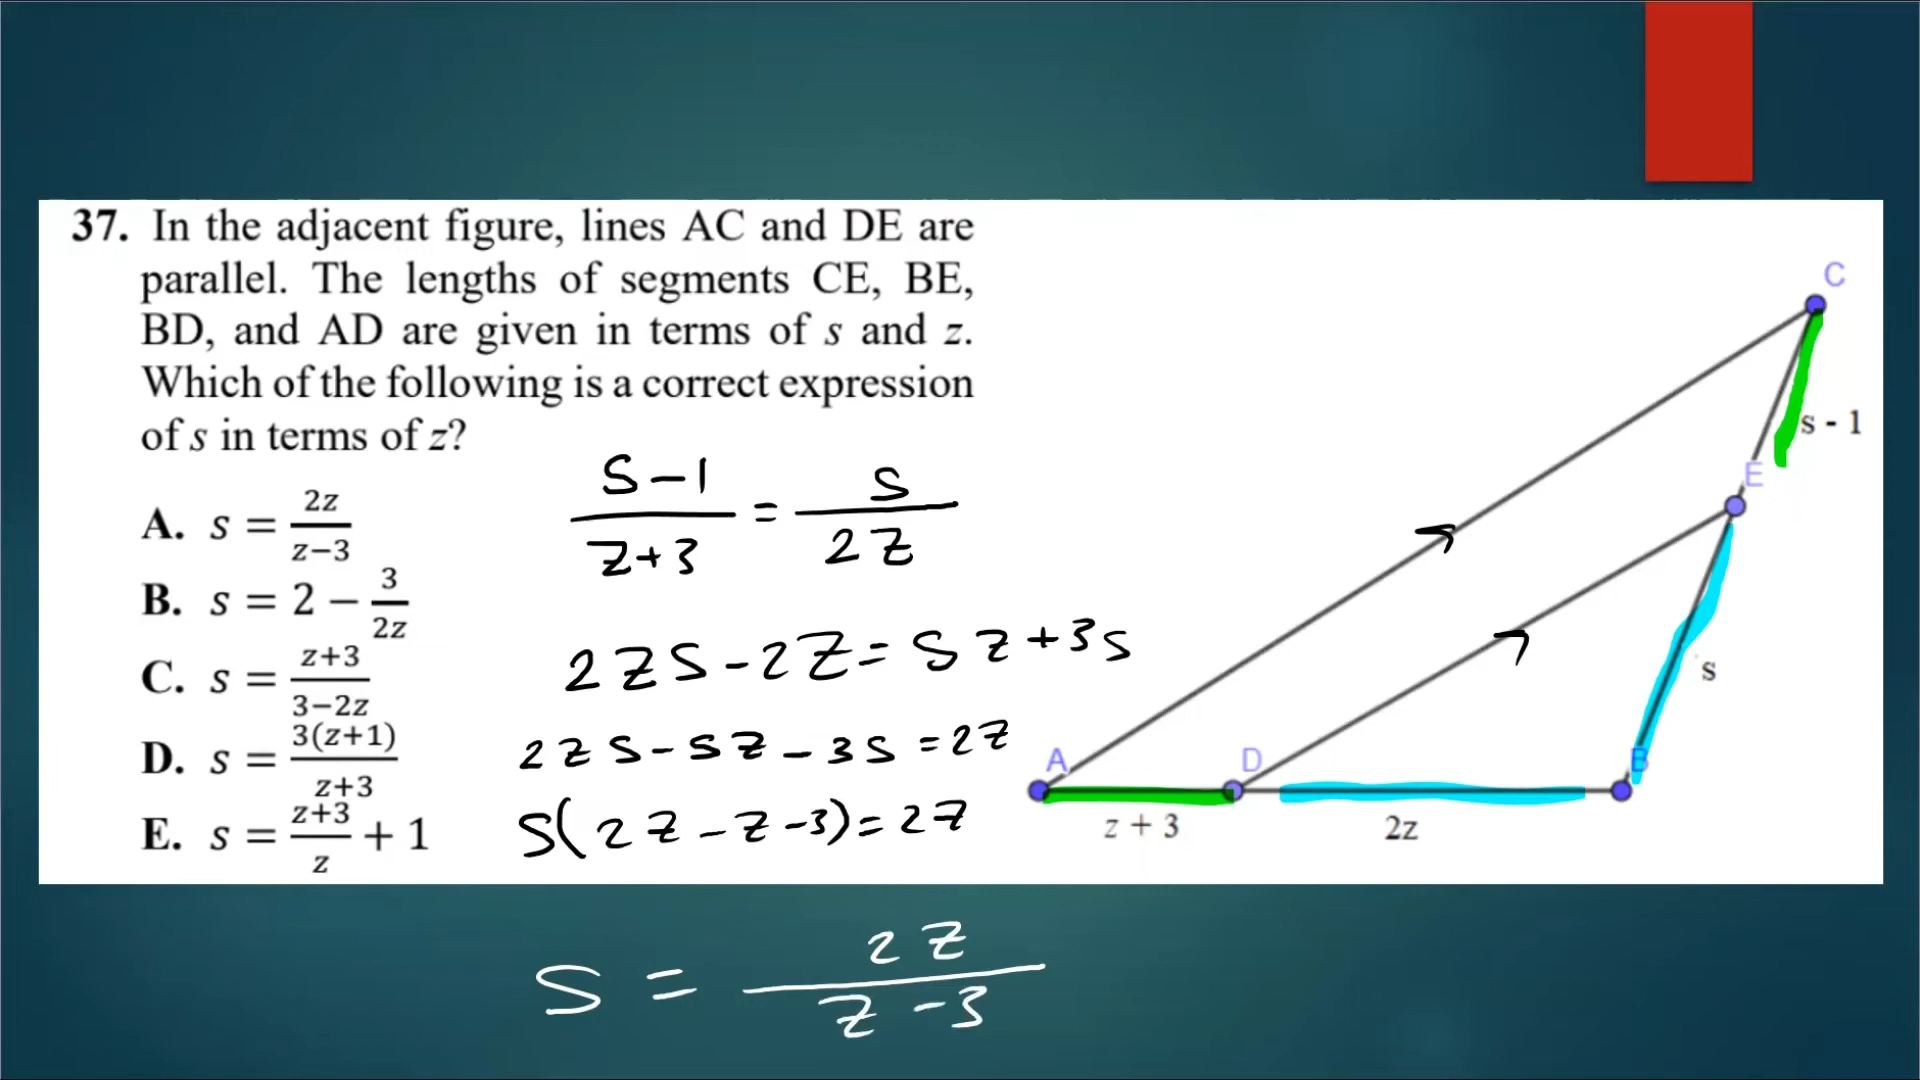 37. In the adjacent figure, lines AC and DE are
parallel. The lengths of segments CE, BE,
BD, and AD are given in terms of s and z.
Which of the following is a correct expression
of s in terms of z?
A. s = 2z/(z−3)
B. s = 2 − 3/(2z)
C. s = (z+3)/(3−2z)
D. s = 3(z+1)/(z+3)
E. s = (z+3)/z + 1
(S−1)/(Z+3) = S/(2Z)
2ZS−2Z = SZ+3S
2ZS−SZ−3S=2Z
S(2Z−Z−3)=2Z
S = 2Z/(Z−3)
C
s - 1
E
s
A
D
B
z + 3
2z